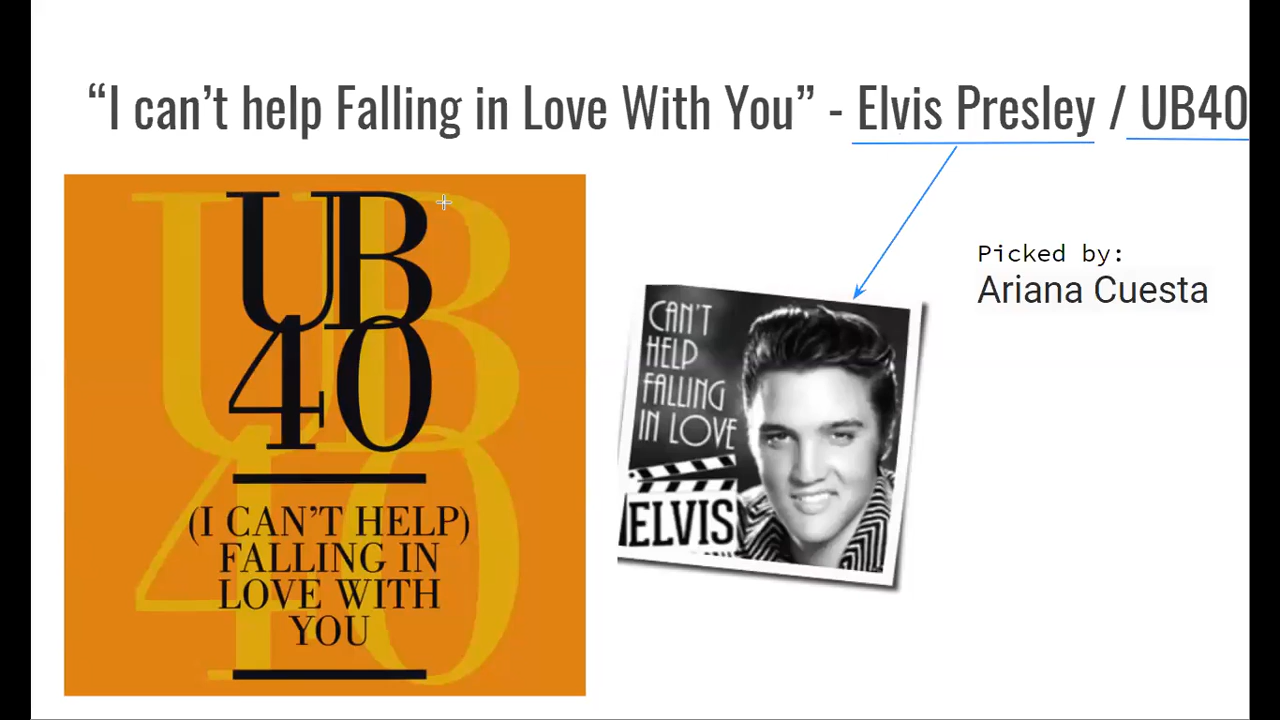 “I can’t help Falling in Love With You” - Elvis Presley / UB40
UB
40
(I CAN’T HELP)
FALLING IN
LOVE WITH
YOU
CAN'T
HELP
FALLING
IN LOVE
ELVIS
Picked by:
Ariana Cuesta